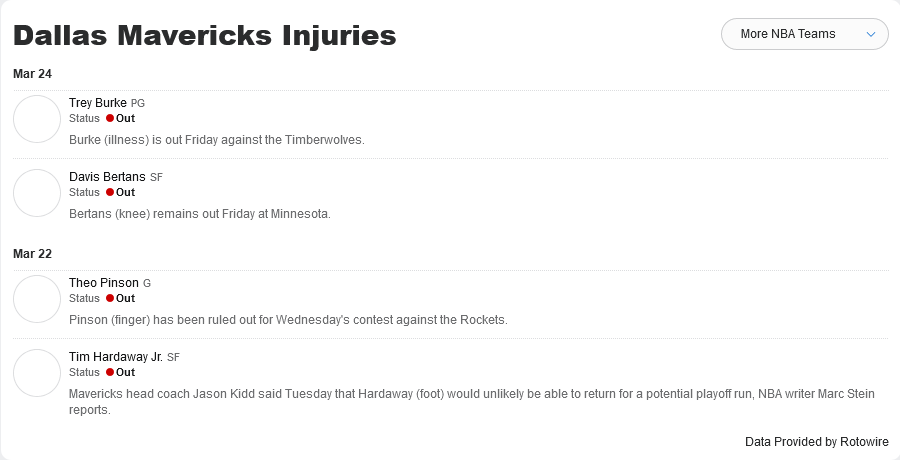 Dallas Mavericks Injuries
More NBA Teams
Mar 24
Trey Burke PG
Status Out
Burke (illness) is out Friday against the Timberwolves.
Davis Bertans SF
Status Out
Bertans (knee) remains out Friday at Minnesota.
Mar 22
Theo Pinson G
Status Out
Pinson (finger) has been ruled out for Wednesday's contest against the Rockets.
Tim Hardaway Jr. SF
Status Out
Mavericks head coach Jason Kidd said Tuesday that Hardaway (foot) would unlikely be able to return for a potential playoff run, NBA writer Marc Stein
reports.
Data Provided by Rotowire